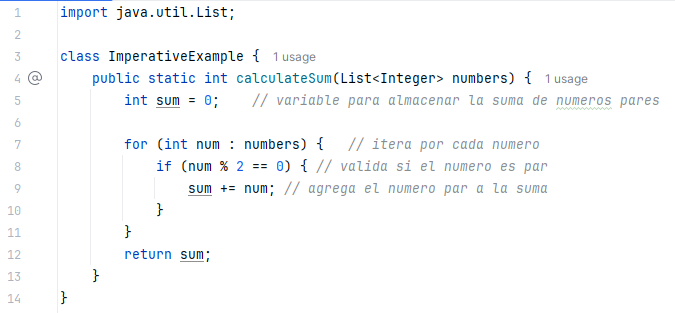 1 import java.util.List;
2
3 class ImperativeExample { 1 usage
4 @ public static int calculateSum(List<Integer> numbers) { 1 usage
5 int sum = 0; // variable para almacenar la suma de numeros pares
6
7 for (int num : numbers) { // itera por cada numero
8 if (num % 2 == 0) { // valida si el numero es par
9 sum += num; // agrega el numero par a la suma
10 }
11 }
12 return sum;
13 }
14 }